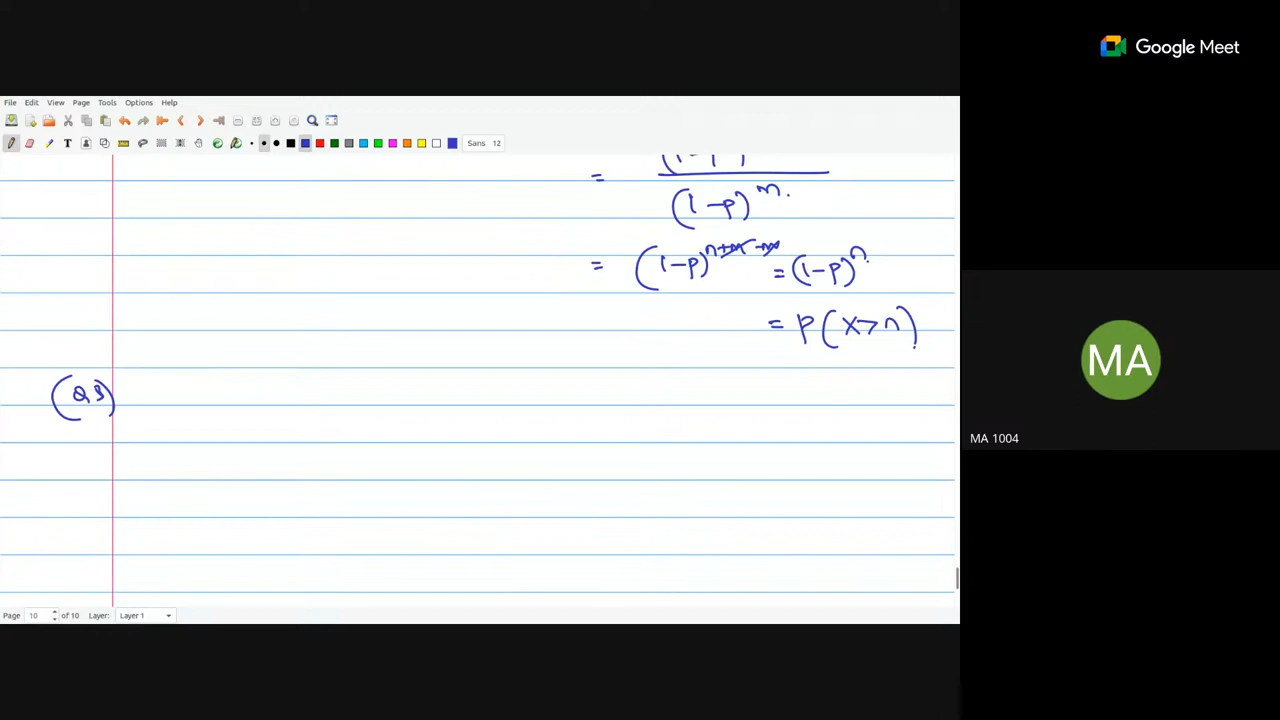 Google Meet
File Edit View Page Tools Options Help
Sans 12
(1-p)
=
(1-p)^m.
= (1-p)^{n+m-m} = (1-p)^n.
= P(X>n).
MA
MA 1004
(Q3)
Page 10 of 10 Layer: Layer 1